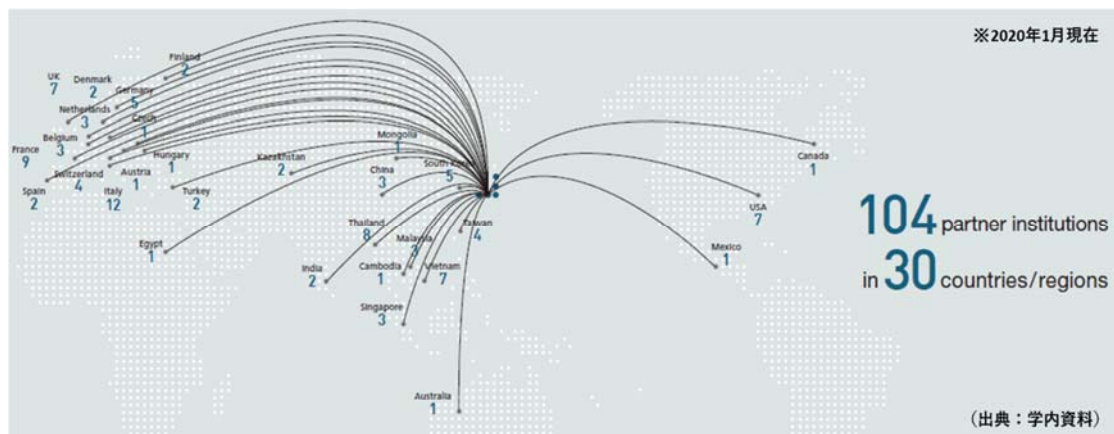 ※2020年1月現在
Finland
2
UK
7
Denmark
2
Germany
5
Netherlands
3
Czech
1
Belgium
3
France
9
Switzerland
4
Austria
1
Hungary
1
Spain
2
Italy
12
Turkey
2
Kazakhstan
2
Mongolia
1
China
3
South Korea
5
Canada
1
USA
7
Mexico
1
Egypt
1
Thailand
8
Malaysia
3
Taiwan
4
India
2
Cambodia
1
Vietnam
7
Singapore
3
Australia
1
104 partner institutions
in 30 countries/regions
(出典：学内資料)